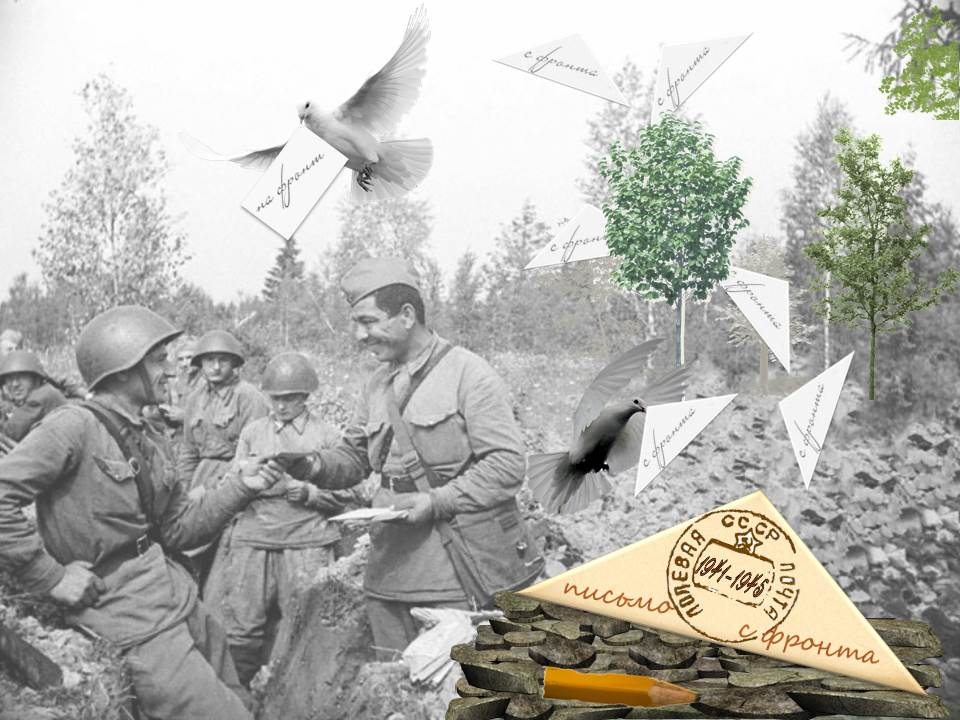 с фронта
с фронта
на фронт
с фронта
с фронта
с фронта
с фронта
СССР
ПОЛЕВАЯ ПОЧТА
1941-1945
письмо
с фронта